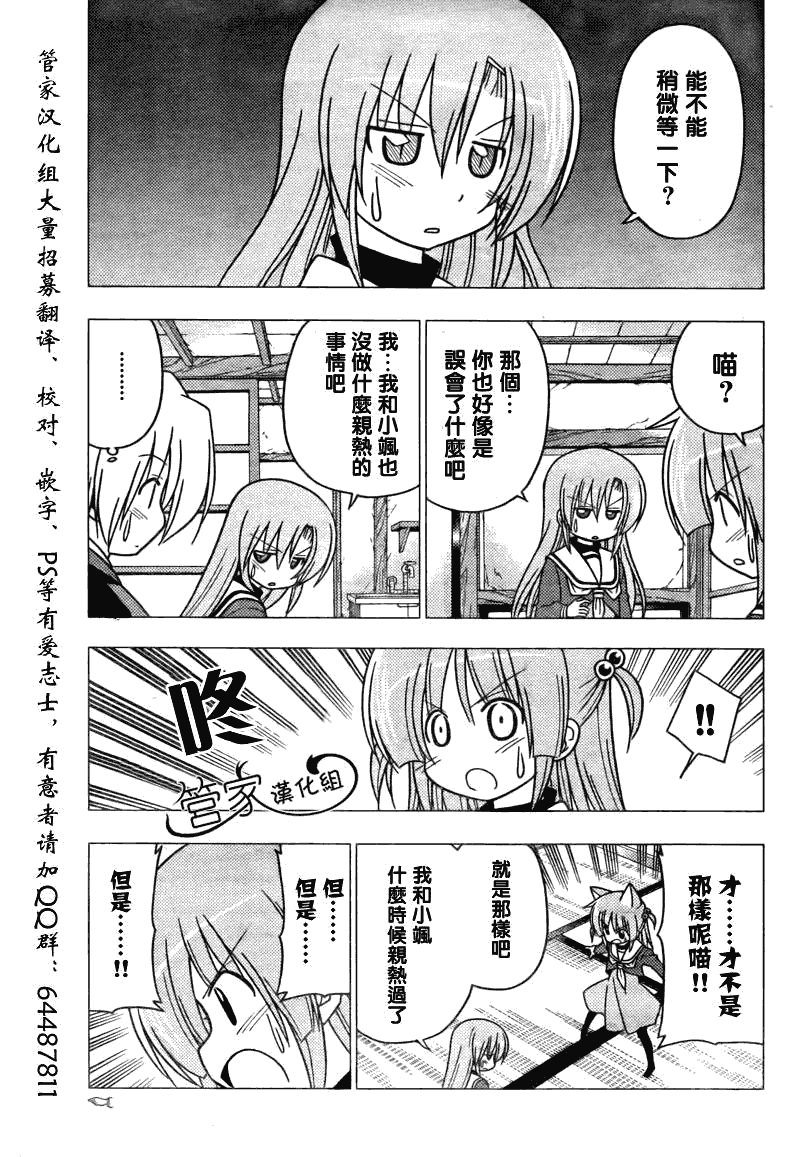 能不能
稍微等一下？
喵？
那個…
你也好像是
誤會了什麼吧
我…我和小颯也
沒做什麼親熱的
事情吧
……
!!
咚
管家漢化組
才……才不是
那樣呢喵!!
就是那樣吧
我和小颯
什麼時候親熱過了
但…
但是……
但是……!!
管家汉化组大量招募翻译、校对、嵌字、PS等有爱志士，有意者请加QQ群：64487811